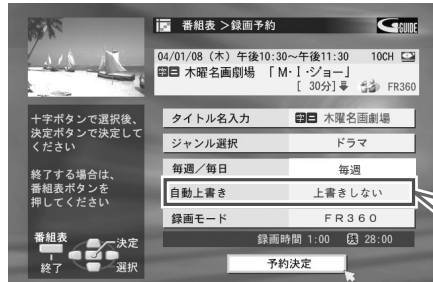 番組表＞録画予約
GGUIDE
04/01/08（木）午後10:30〜午後11:30 10CH
木曜名画劇場 「M・I・ジョー」
[ 30分] FR360
十字ボタンで選択後、
決定ボタンで決定して
ください
終了する場合は、
番組表ボタンを
押してください
番組表
決定
終了
選択
タイトル名入力 木曜名画劇場
ジャンル選択 ドラマ
毎週／毎日 毎週
自動上書き 上書きしない
録画モード FR360
録画時間 1:00 残 28:00
予約決定